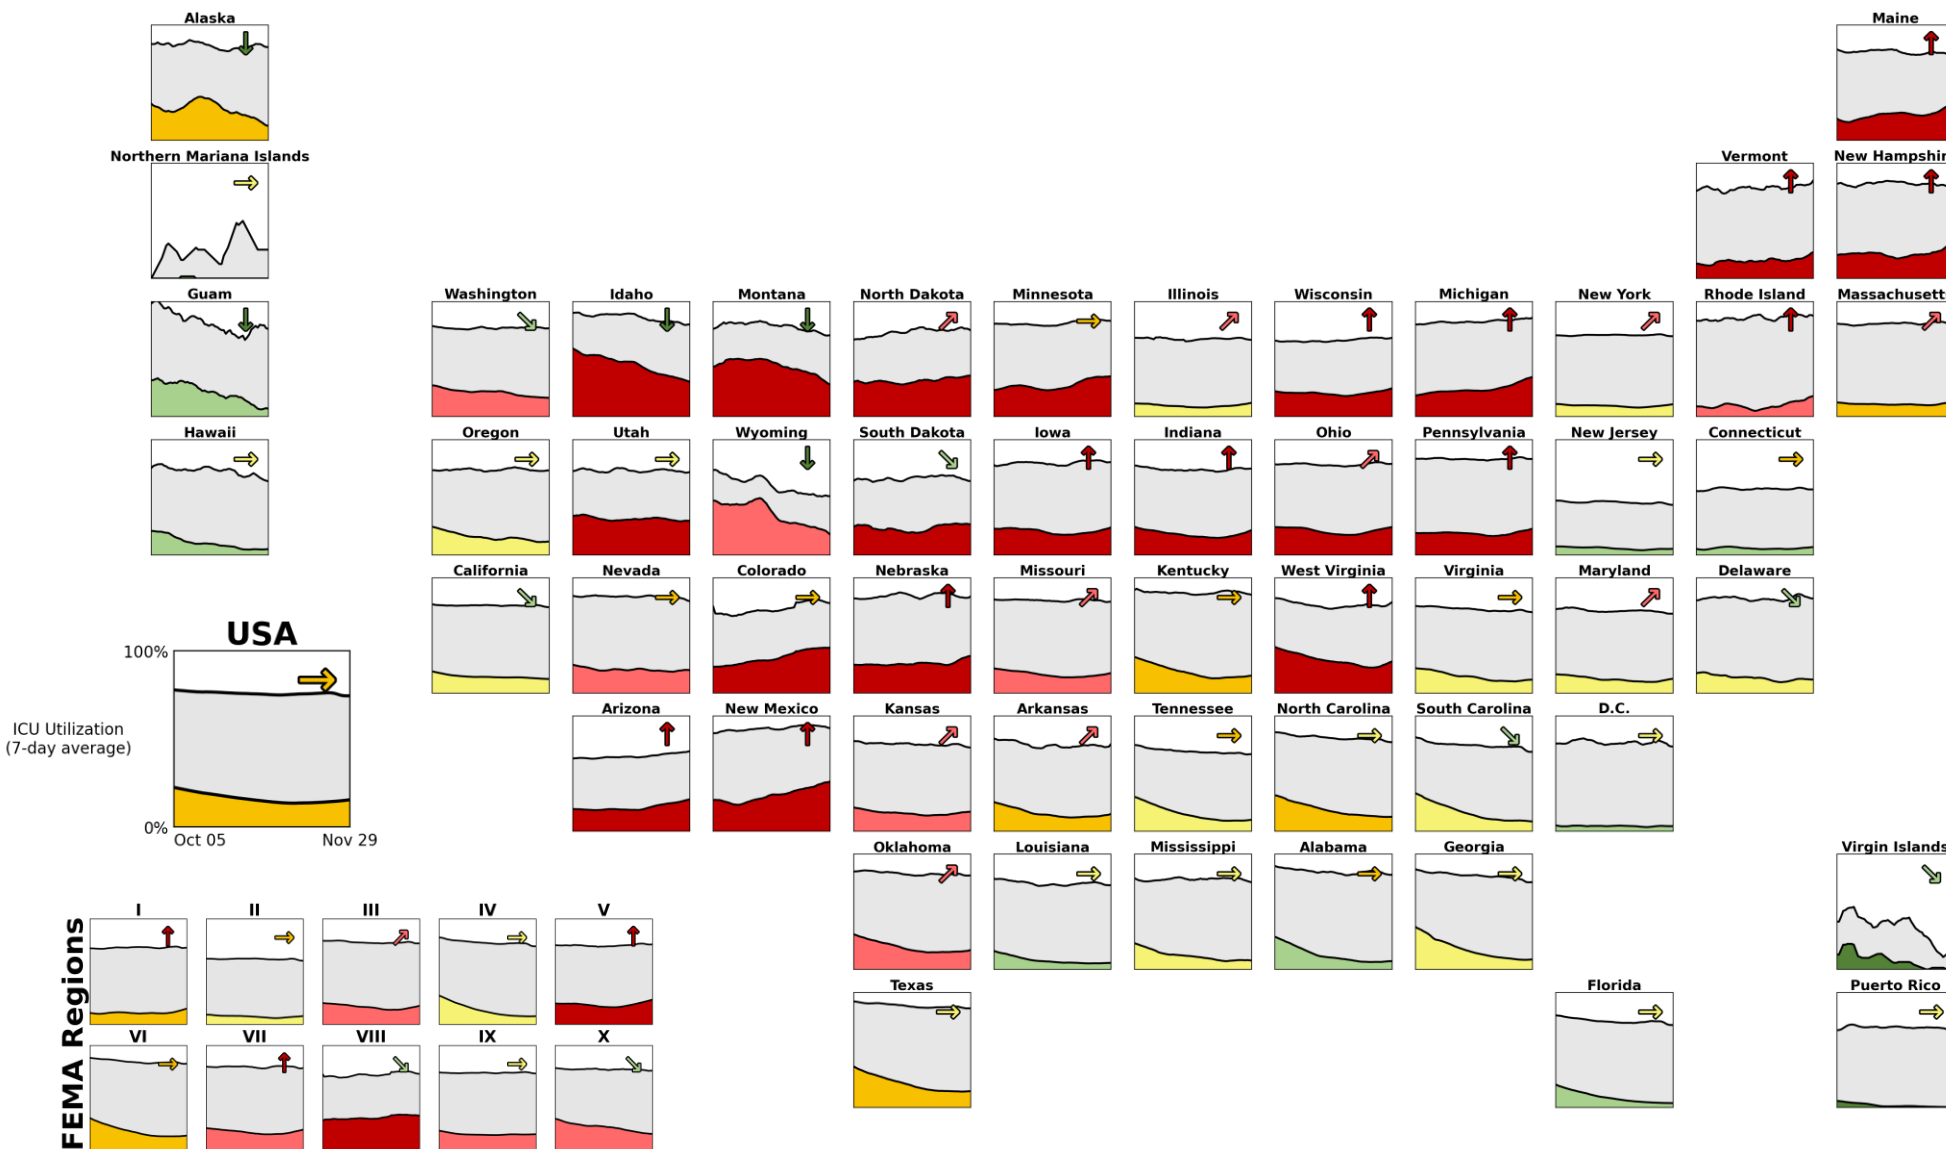 Alaska
Maine
Northern Mariana Islands
Vermont
New Hampshir
Guam
Washington
Idaho
Montana
North Dakota
Minnesota
Illinois
Wisconsin
Michigan
New York
Rhode Island
Massachusett
Hawaii
Oregon
Utah
Wyoming
South Dakota
Iowa
Indiana
Ohio
Pennsylvania
New Jersey
Connecticut
California
Nevada
Colorado
Nebraska
Missouri
Kentucky
West Virginia
Virginia
Maryland
Delaware
USA
100%
ICU Utilization
(7-day average)
0%
Oct 05
Nov 29
Arizona
New Mexico
Kansas
Arkansas
Tennessee
North Carolina
South Carolina
D.C.
Oklahoma
Louisiana
Mississippi
Alabama
Georgia
Virgin Islands
Texas
Florida
Puerto Rico
FEMA Regions
I
II
III
IV
V
VI
VII
VIII
IX
X